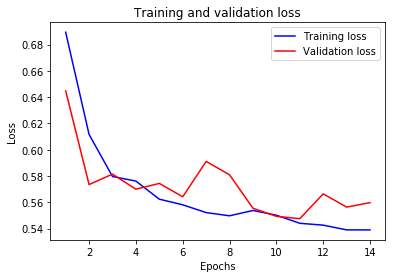 Training and validation loss
Training loss
Validation loss
Loss
0.68
0.66
0.64
0.62
0.60
0.58
0.56
0.54
2 4 6 8 10 12 14
Epochs